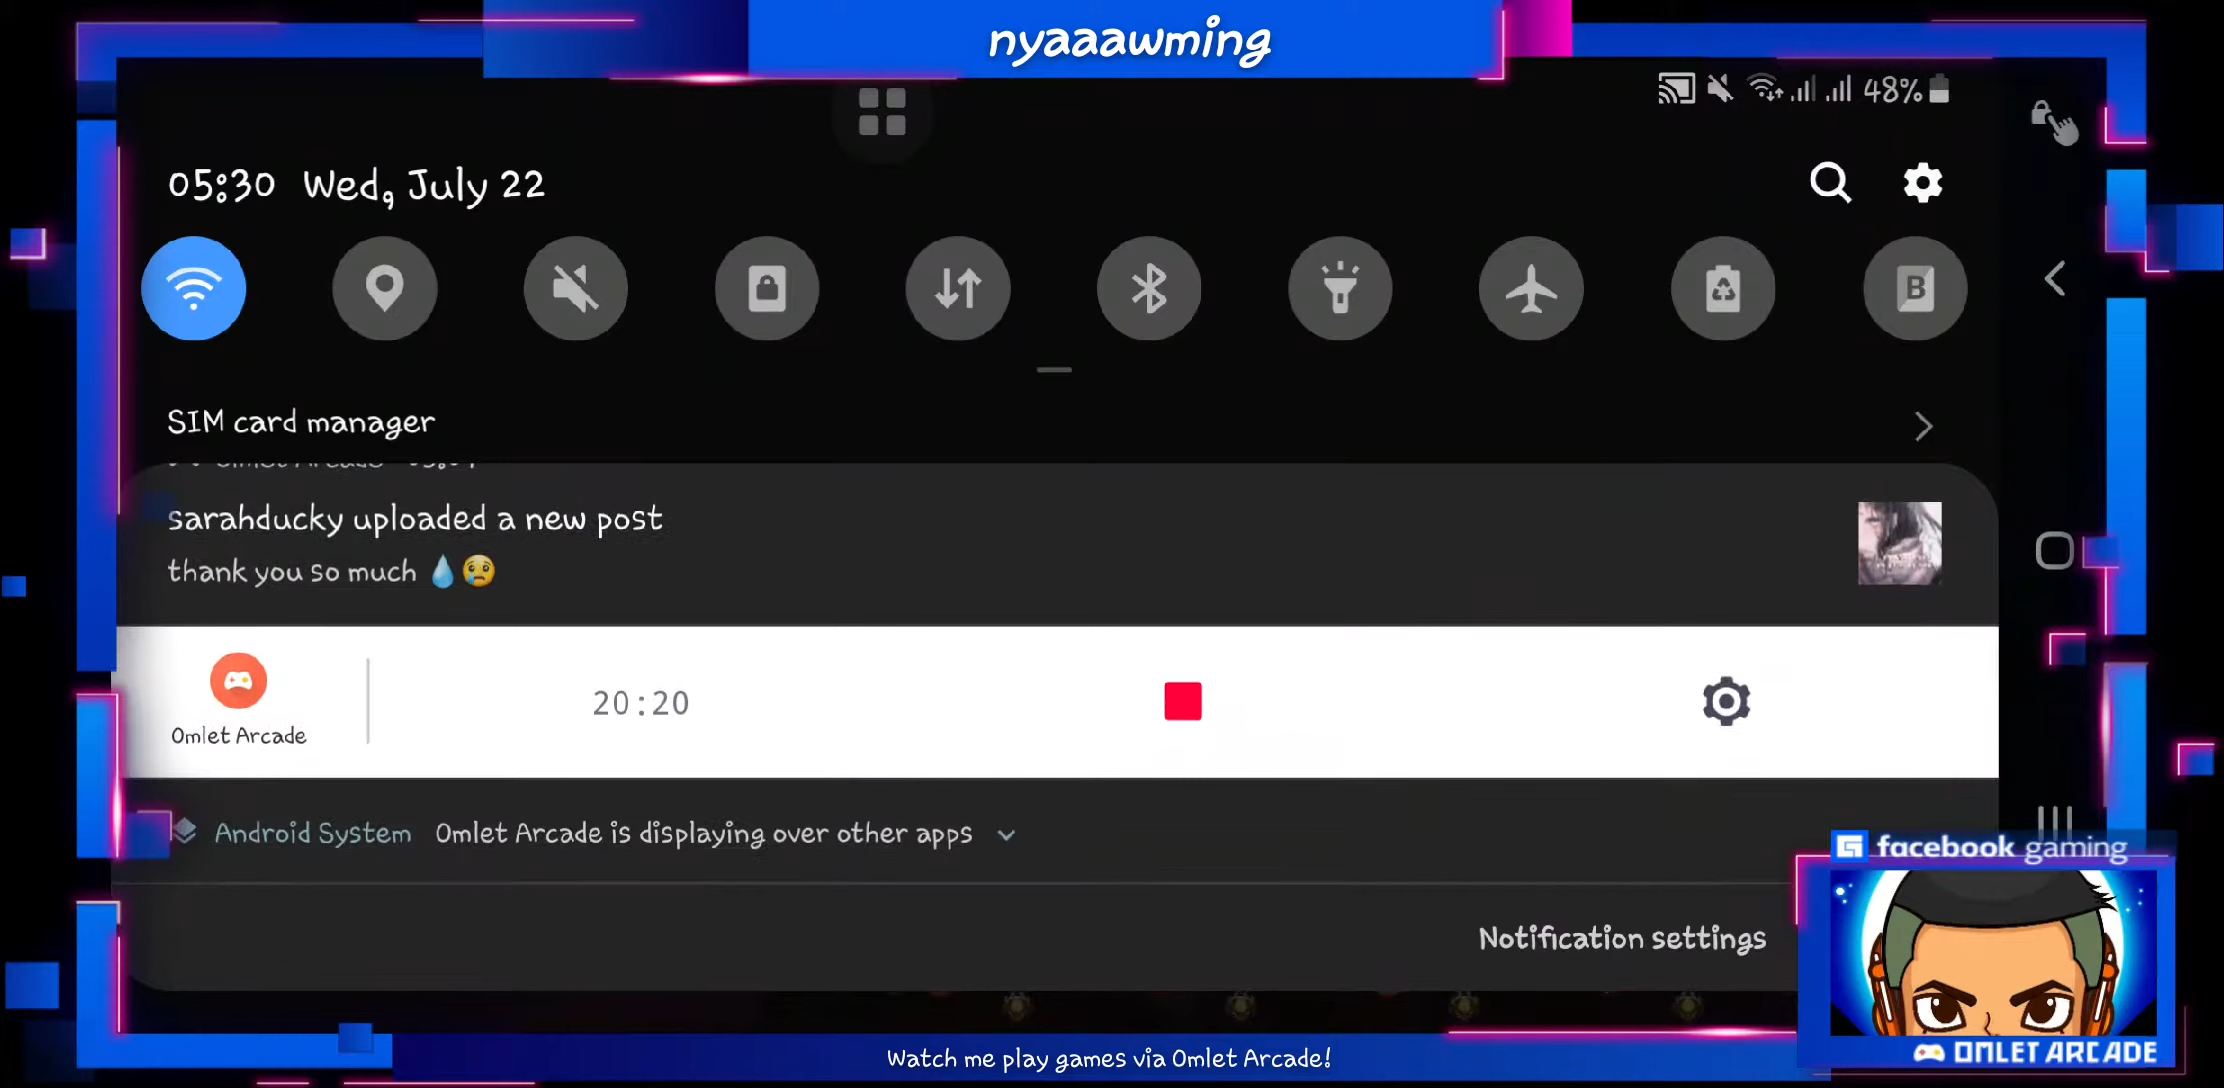 nyaaawming
48%
05:30 Wed, July 22
B
SIM card manager
sarahducky uploaded a new post
thank you so much 💧😢
20:20
Omlet Arcade
Android System Omlet Arcade is displaying over other apps
facebook gaming
Notification settings
OMLET ARCADE
Watch me play games via Omlet Arcade!